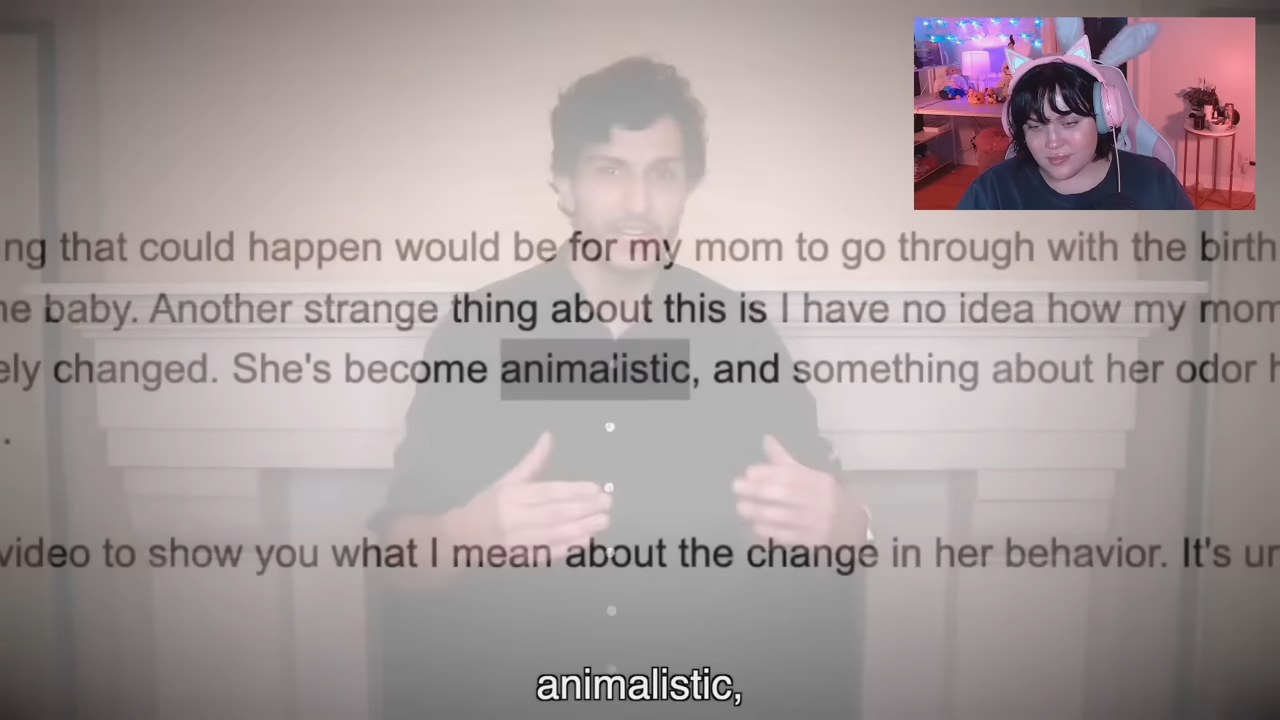 ng that could happen would be for my mom to go through with the birth
e baby. Another strange thing about this is I have no idea how my mom
ely changed. She's become animalistic, and something about her odor h
.
video to show you what I mean about the change in her behavior. It's ur
animalistic,